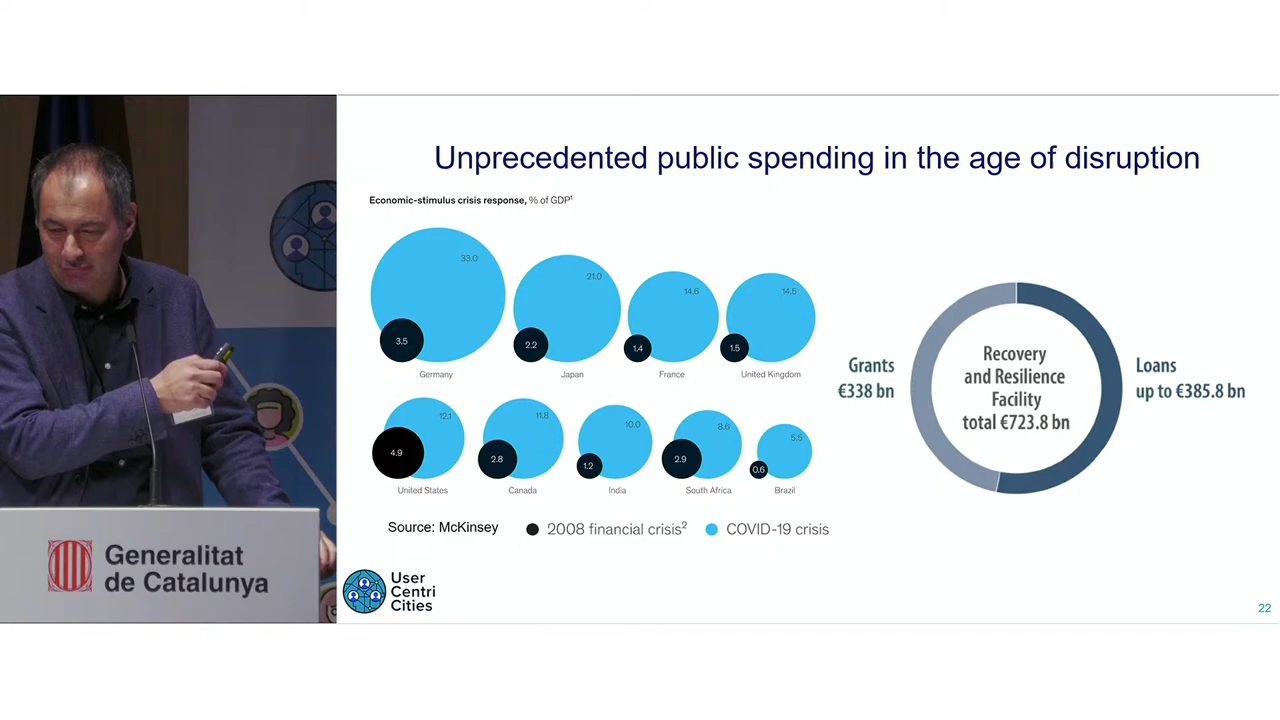 Unprecedented public spending in the age of disruption
Economic-stimulus crisis response, % of GDP¹
33.0
3.5
Germany
21.0
2.2
Japan
14.6
1.4
France
14.5
1.5
United Kingdom
12.1
4.9
United States
11.8
2.8
Canada
10.0
1.2
India
8.6
2.9
South Africa
5.5
0.6
Brazil
Source: McKinsey
2008 financial crisis²
COVID-19 crisis
Grants
€338 bn
Recovery
and Resilience
Facility
total €723.8 bn
Loans
up to €385.8 bn
User
Centri
Cities
22
Generalitat
de Catalunya